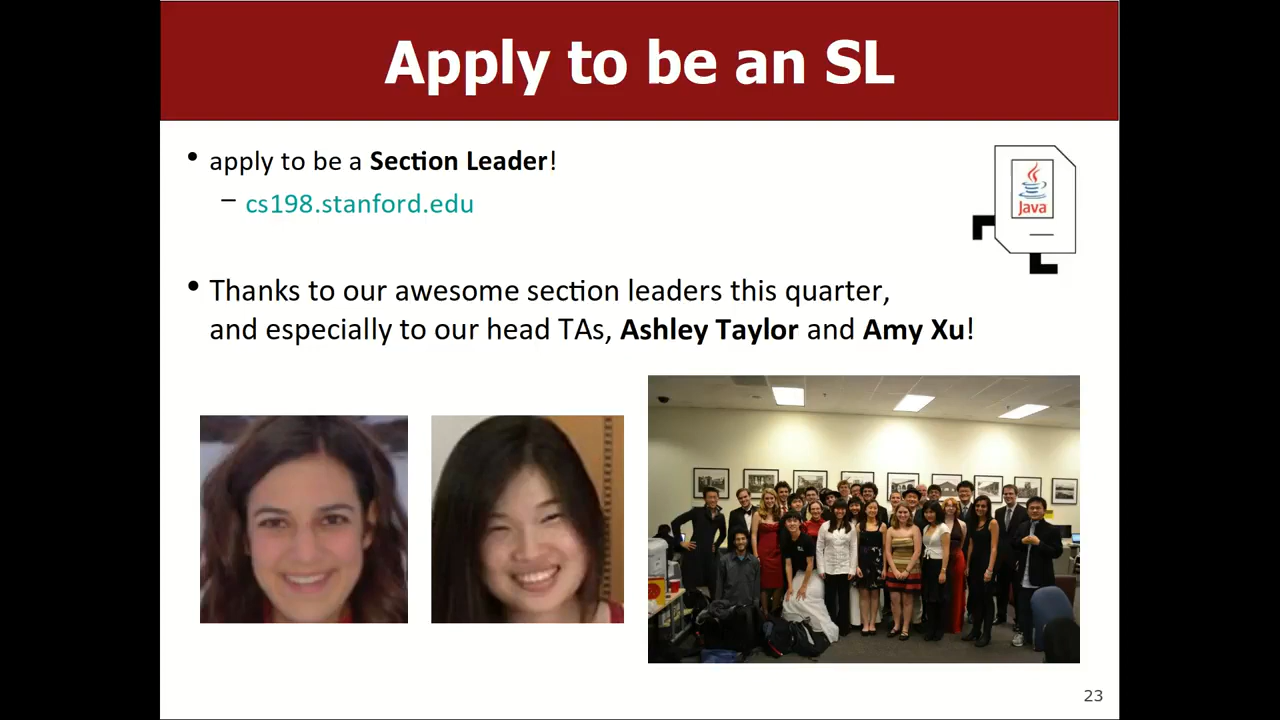 Apply to be an SL
• apply to be a Section Leader!
– cs198.stanford.edu
Java
• Thanks to our awesome section leaders this quarter,
and especially to our head TAs, Ashley Taylor and Amy Xu!
23